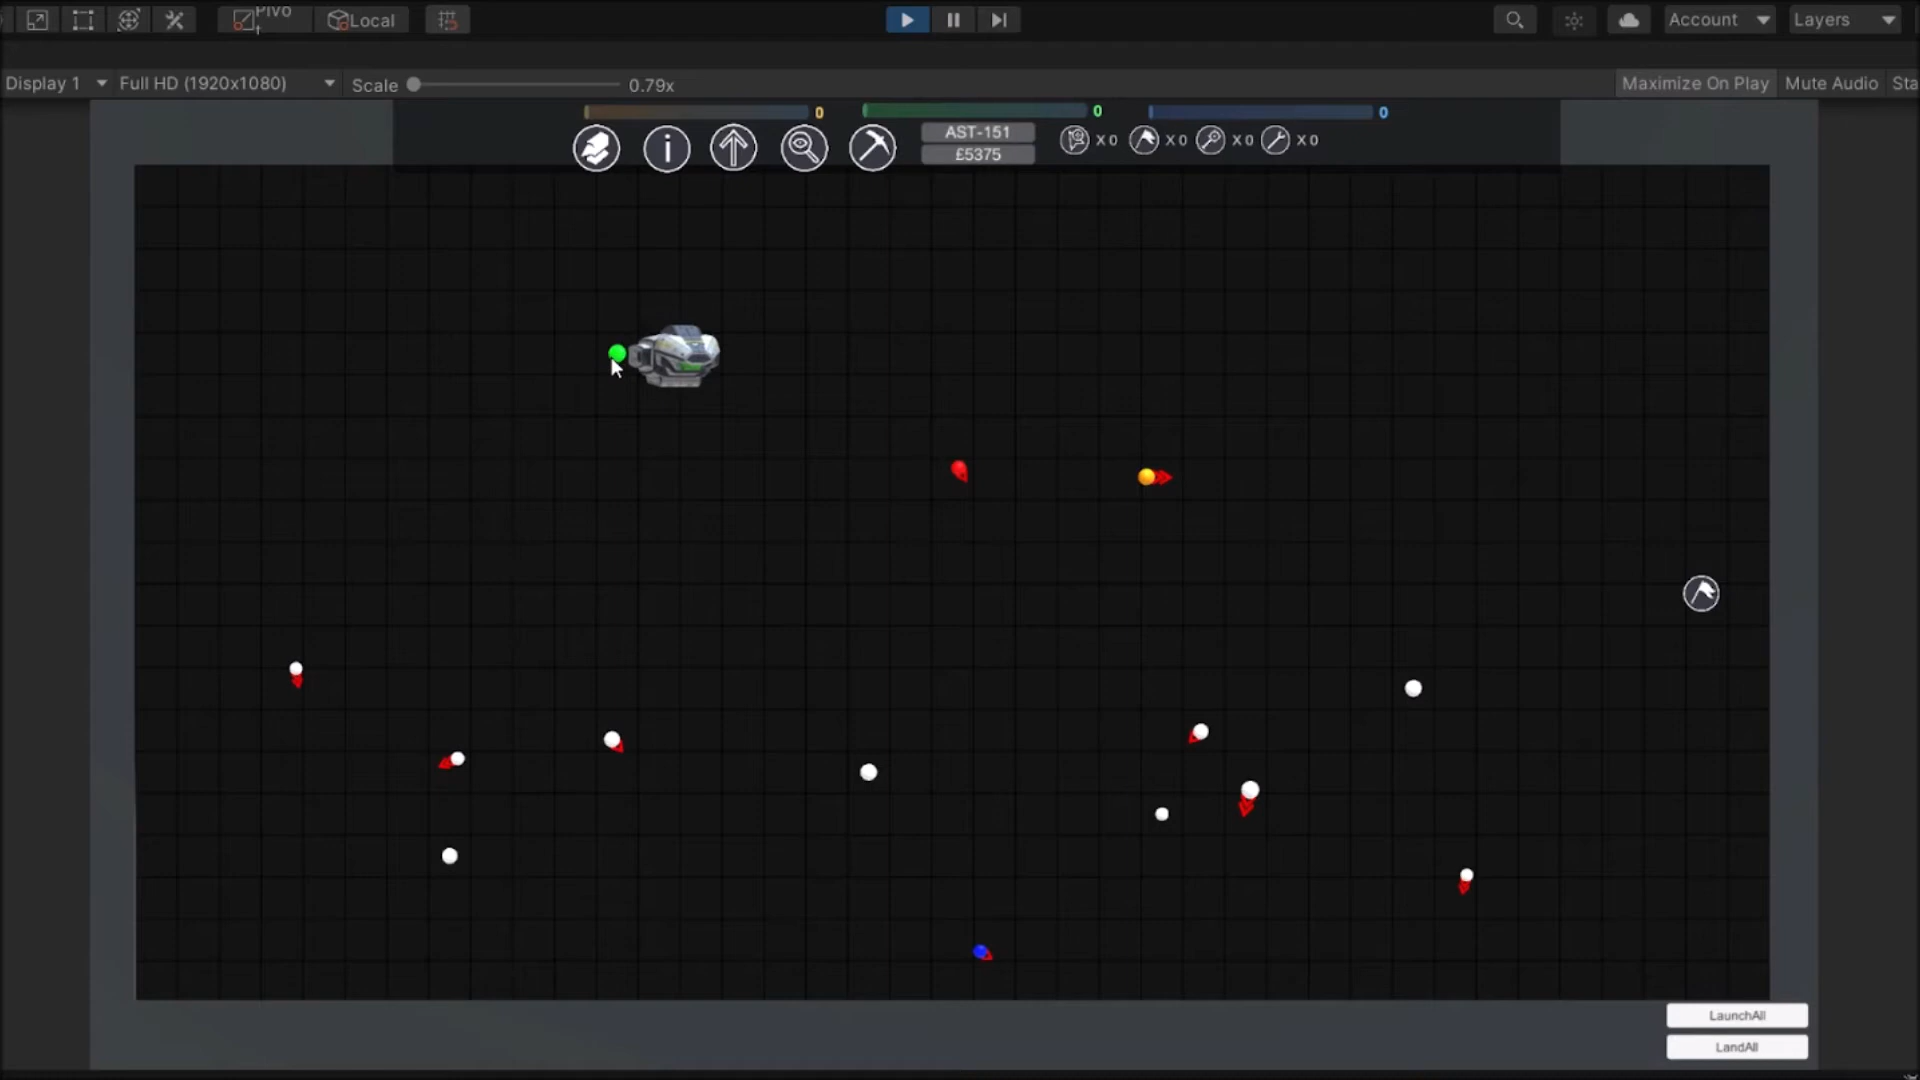 Pivot
Local
Account
Layers
Display 1
Full HD (1920x1080)
Scale
0.79x
Maximize On Play
Mute Audio
Sta
0
0
0
AST-151
£5375
X 0
X 0
X 0
X 0
LaunchAll
LandAll